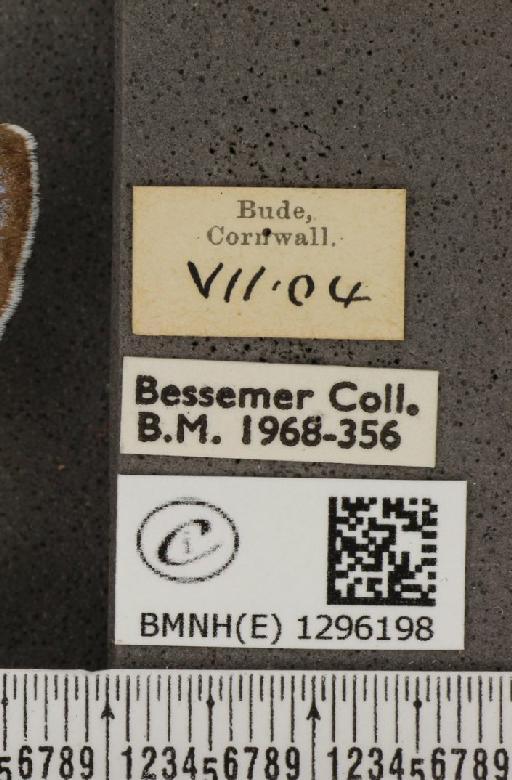 Bude,
Cornwall.
VII.04
Bessemer Coll.
B.M. 1968-356
C
BMNH(E) 1296198
56789 123456789 123456789